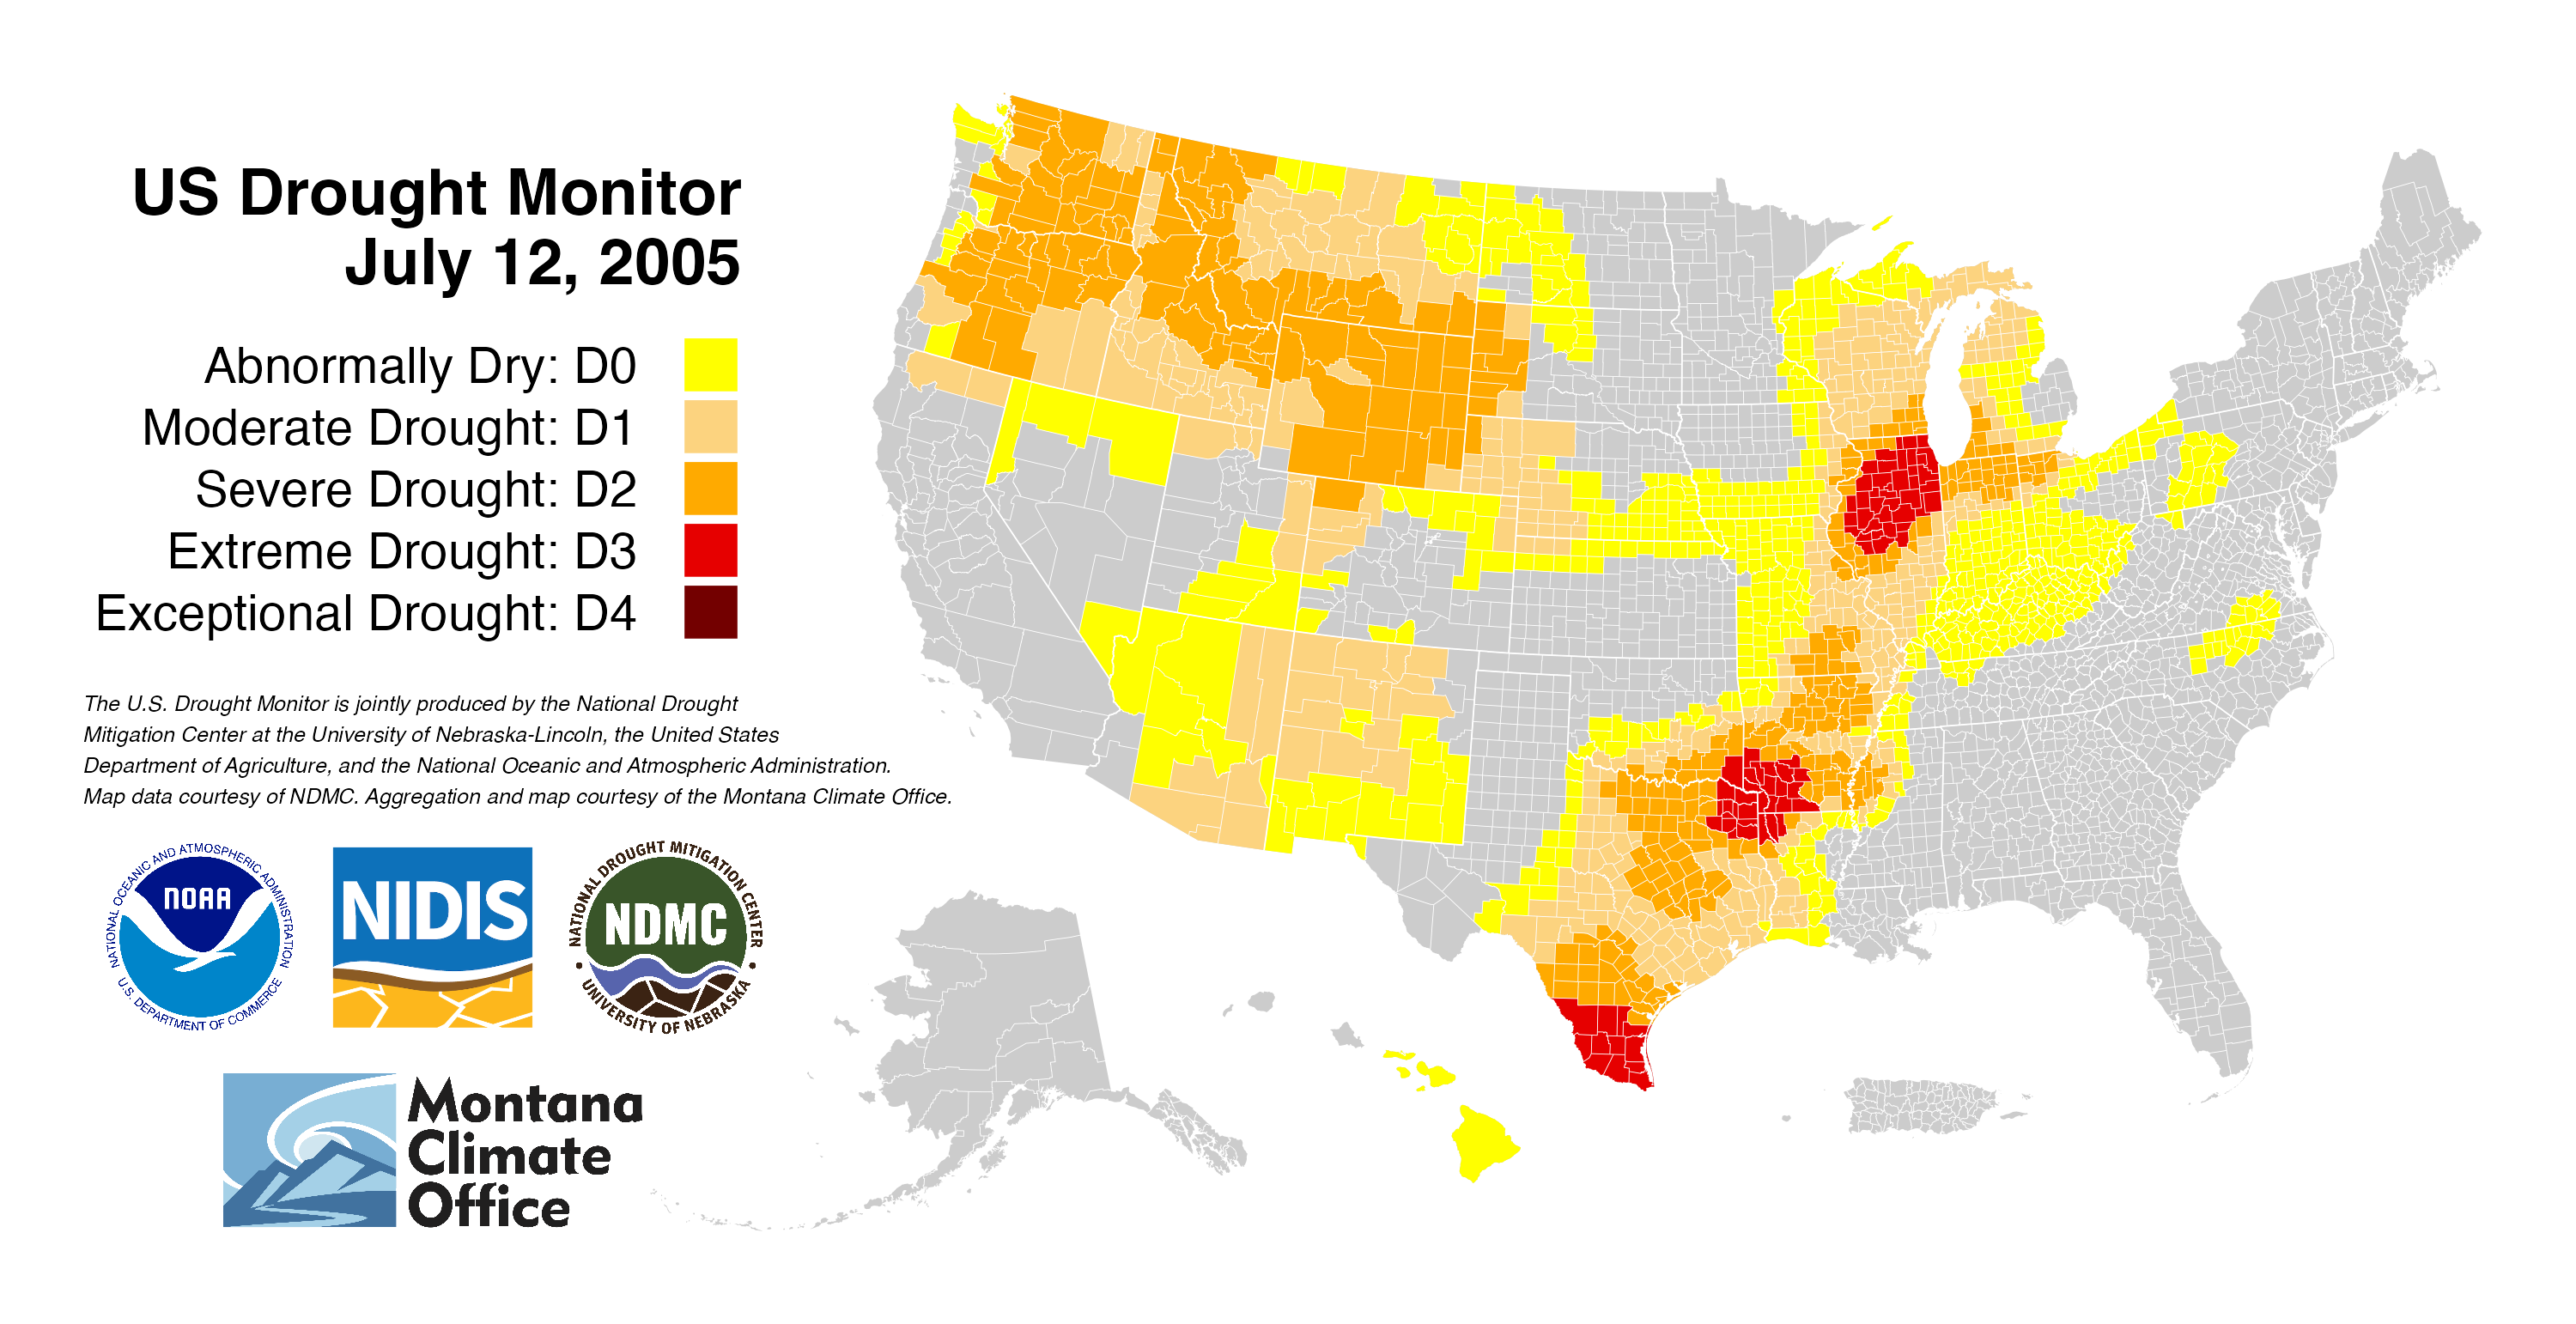 US Drought Monitor
July 12, 2005
Abnormally Dry: D0
Moderate Drought: D1
Severe Drought: D2
Extreme Drought: D3
Exceptional Drought: D4
The U.S. Drought Monitor is jointly produced by the National Drought
Mitigation Center at the University of Nebraska-Lincoln, the United States
Department of Agriculture, and the National Oceanic and Atmospheric Administration.
Map data courtesy of NDMC. Aggregation and map courtesy of the Montana Climate Office.
NATIONAL OCEANIC AND ATMOSPHERIC ADMINISTRATION
NOAA
U.S. DEPARTMENT OF COMMERCE
NIDIS
NATIONAL DROUGHT MITIGATION CENTER
NDMC
UNIVERSITY OF NEBRASKA
Montana
Climate
Office